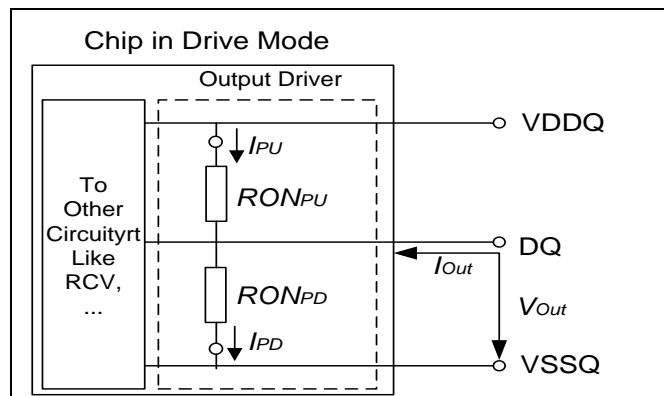 Chip in Drive Mode
Output Driver
VDDQ
IPU
To
Other
Circuityrt
Like
RCV,
...
RONPU
DQ
IOut
RONPD
VOut
IPD
VSSQ